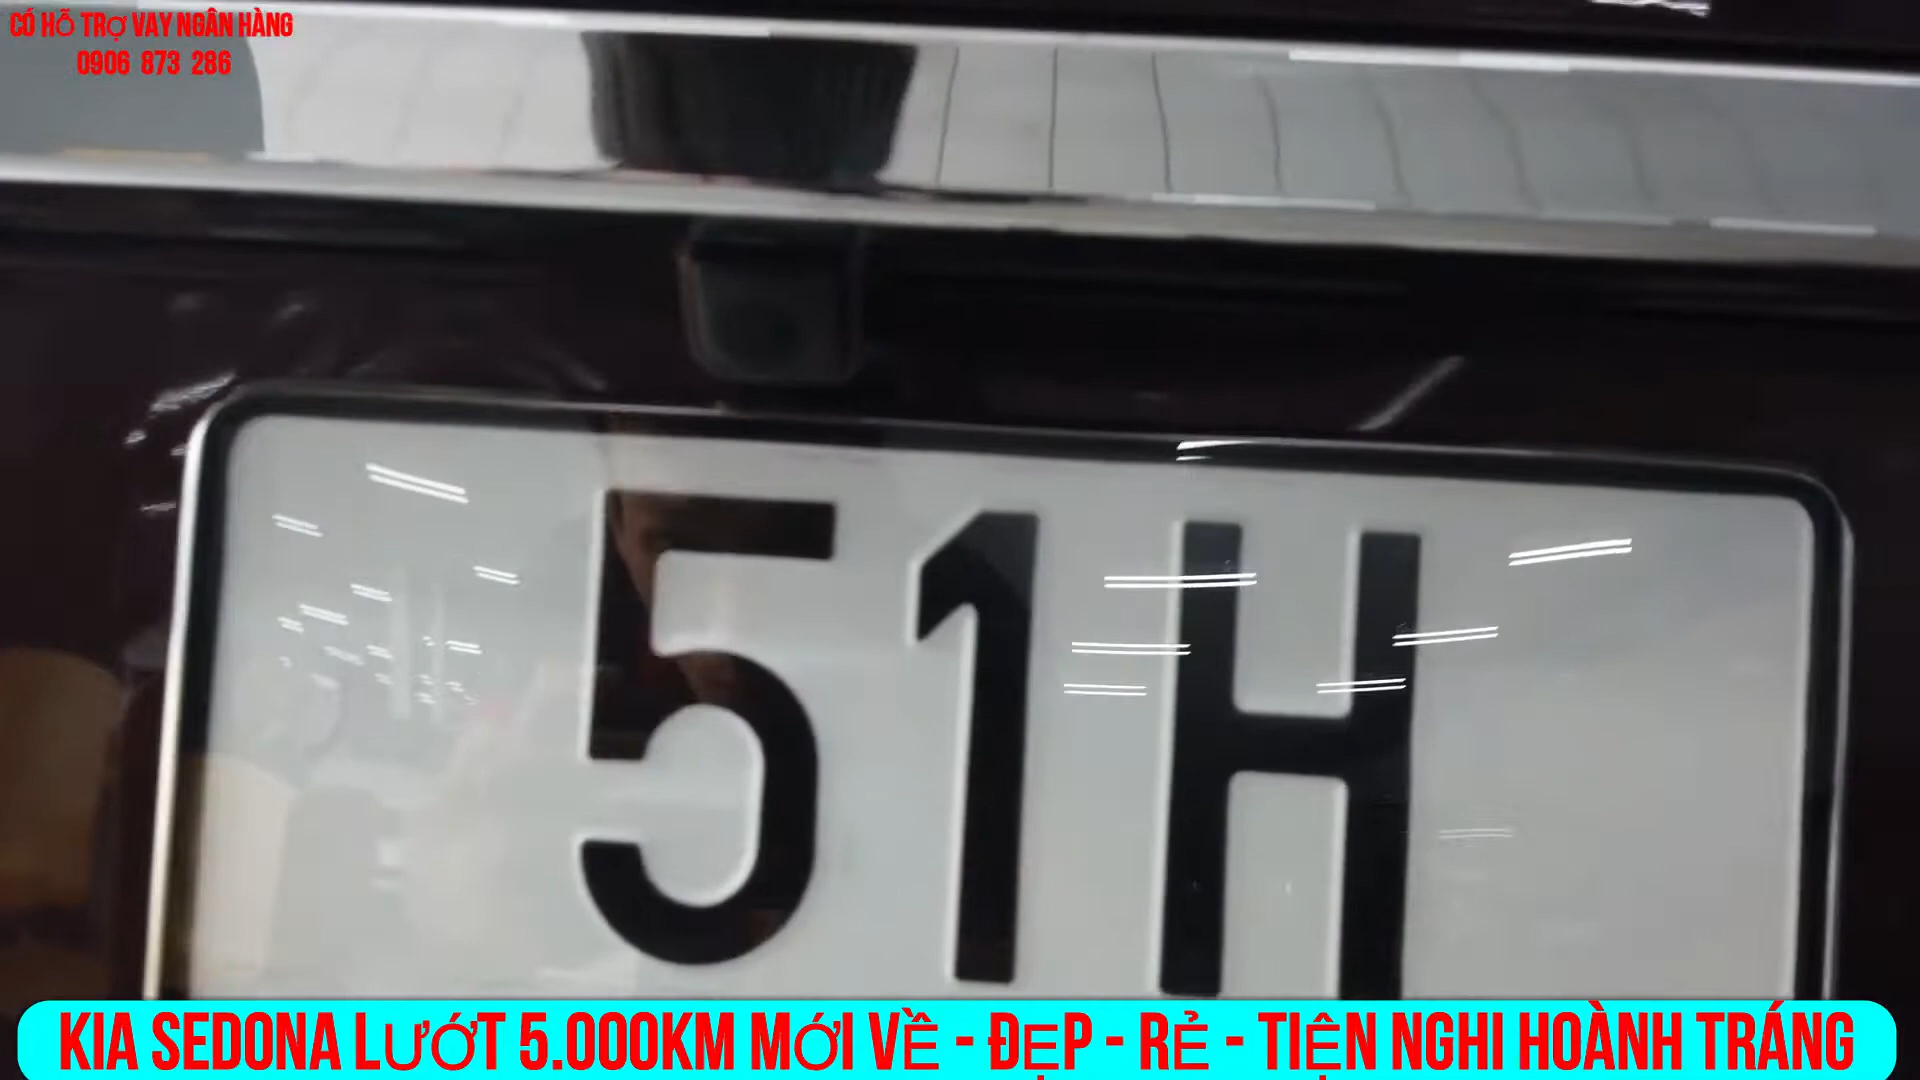 CÓ HỖ TRỢ VAY NGÂN HÀNG
0906 873 286
51H
KIA SEDONA LƯỚT 5.000KM MỚI VỀ - ĐẸP - RẺ - TIỆN NGHI HOÀNH TRÁNG